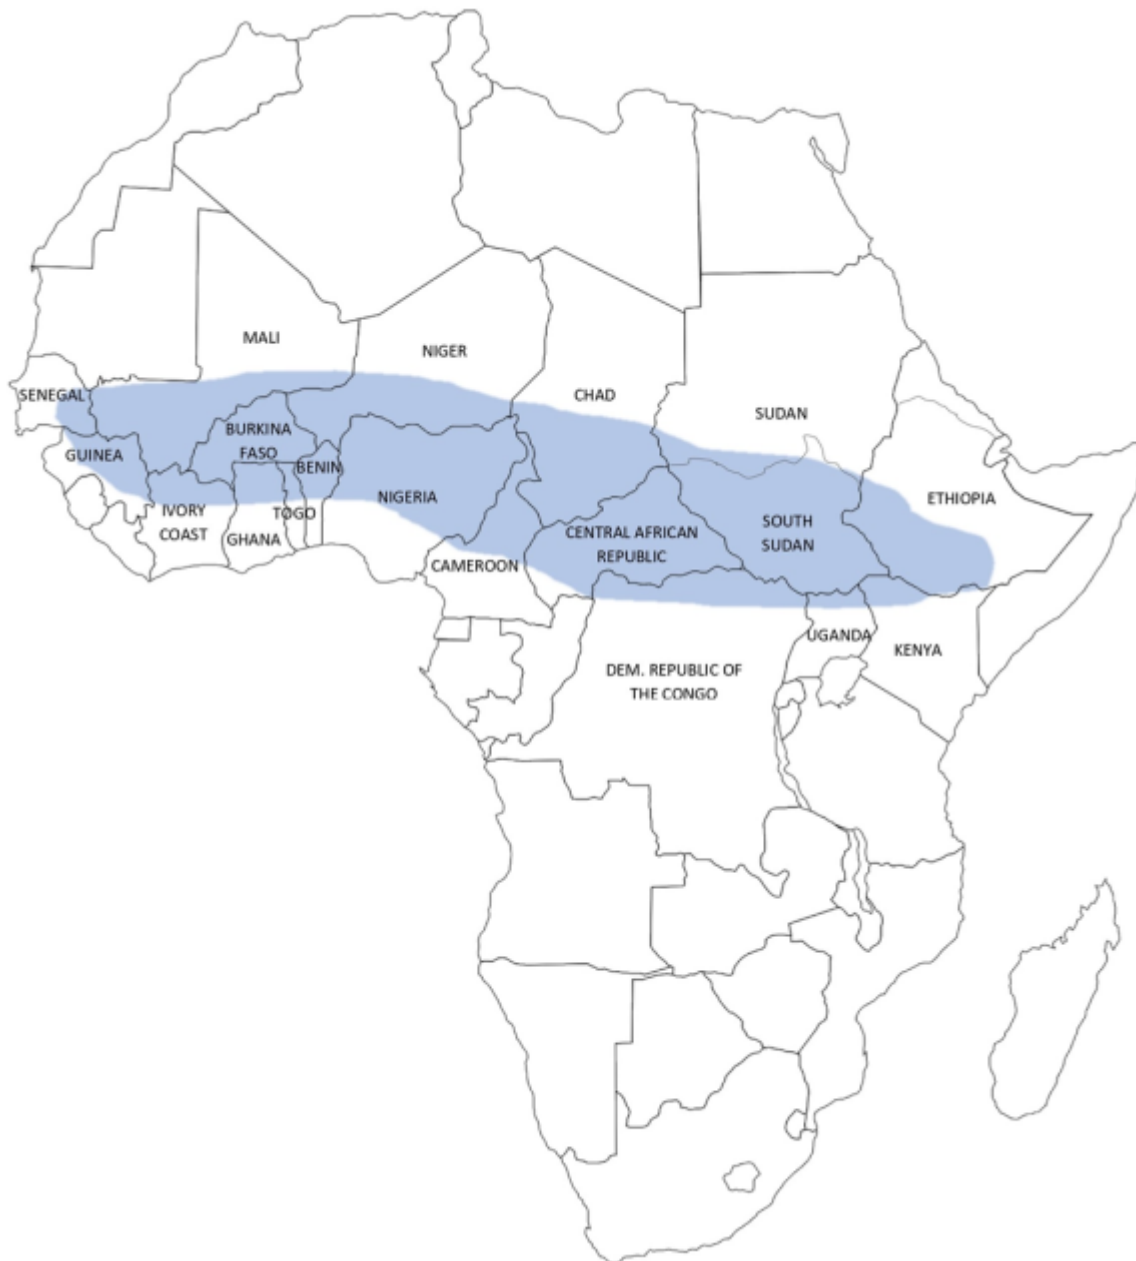 MALI
NIGER
SENEGAL
CHAD
SUDAN
BURKINA
FASO
GUINEA
BENIN
NIGERIA
ETHIOPIA
IVORY
COAST
TOGO
GHANA
CENTRAL AFRICAN
REPUBLIC
SOUTH
SUDAN
CAMEROON
UGANDA
KENYA
DEM. REPUBLIC OF
THE CONGO